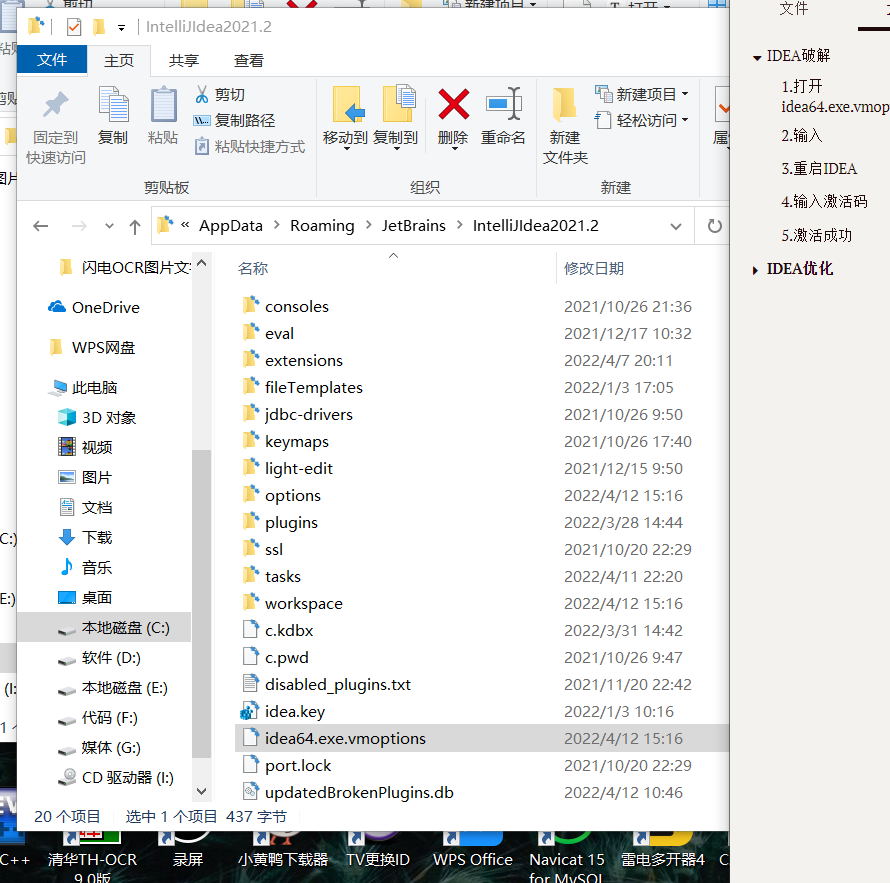 IntelliJIdea2021.2
文件
主页
共享
查看
固定到
快速访问
复制
粘贴
剪切
复制路径
粘贴快捷方式
移动到
复制到
删除
重命名
新建
文件夹
新建项目
轻松访问
剪贴板
组织
新建
« AppData > Roaming > JetBrains > IntelliJIdea2021.2
闪电OCR图片文
OneDrive
WPS网盘
此电脑
3D 对象
视频
图片
文档
下载
音乐
桌面
本地磁盘 (C:)
软件 (D:)
本地磁盘 (E:)
代码 (F:)
媒体 (G:)
CD 驱动器 (I:)
名称 修改日期
consoles 2021/10/26 21:36
eval 2021/12/17 10:32
extensions 2022/4/7 20:11
fileTemplates 2022/1/3 17:05
jdbc-drivers 2021/10/26 9:50
keymaps 2021/10/26 17:40
light-edit 2021/12/15 9:50
options 2022/4/12 15:16
plugins 2022/3/28 14:44
ssl 2021/10/20 22:29
tasks 2022/4/11 22:20
workspace 2022/4/12 15:16
c.kdbx 2022/3/31 14:42
c.pwd 2021/10/26 9:47
disabled_plugins.txt 2021/11/20 22:42
idea.key 2022/1/3 10:16
idea64.exe.vmoptions 2022/4/12 15:16
port.lock 2021/10/20 22:29
updatedBrokenPlugins.db 2022/4/12 10:46
20 个项目 选中 1 个项目 437 字节
文件
IDEA破解
1.打开
idea64.exe.vmop
2.输入
3.重启IDEA
4.输入激活码
5.激活成功
IDEA优化
C++
清华TH-OCR
9.0版
录屏
小黄鸭下载器
TV更换ID
WPS Office
Navicat 15
for MySQL
雷电多开器4